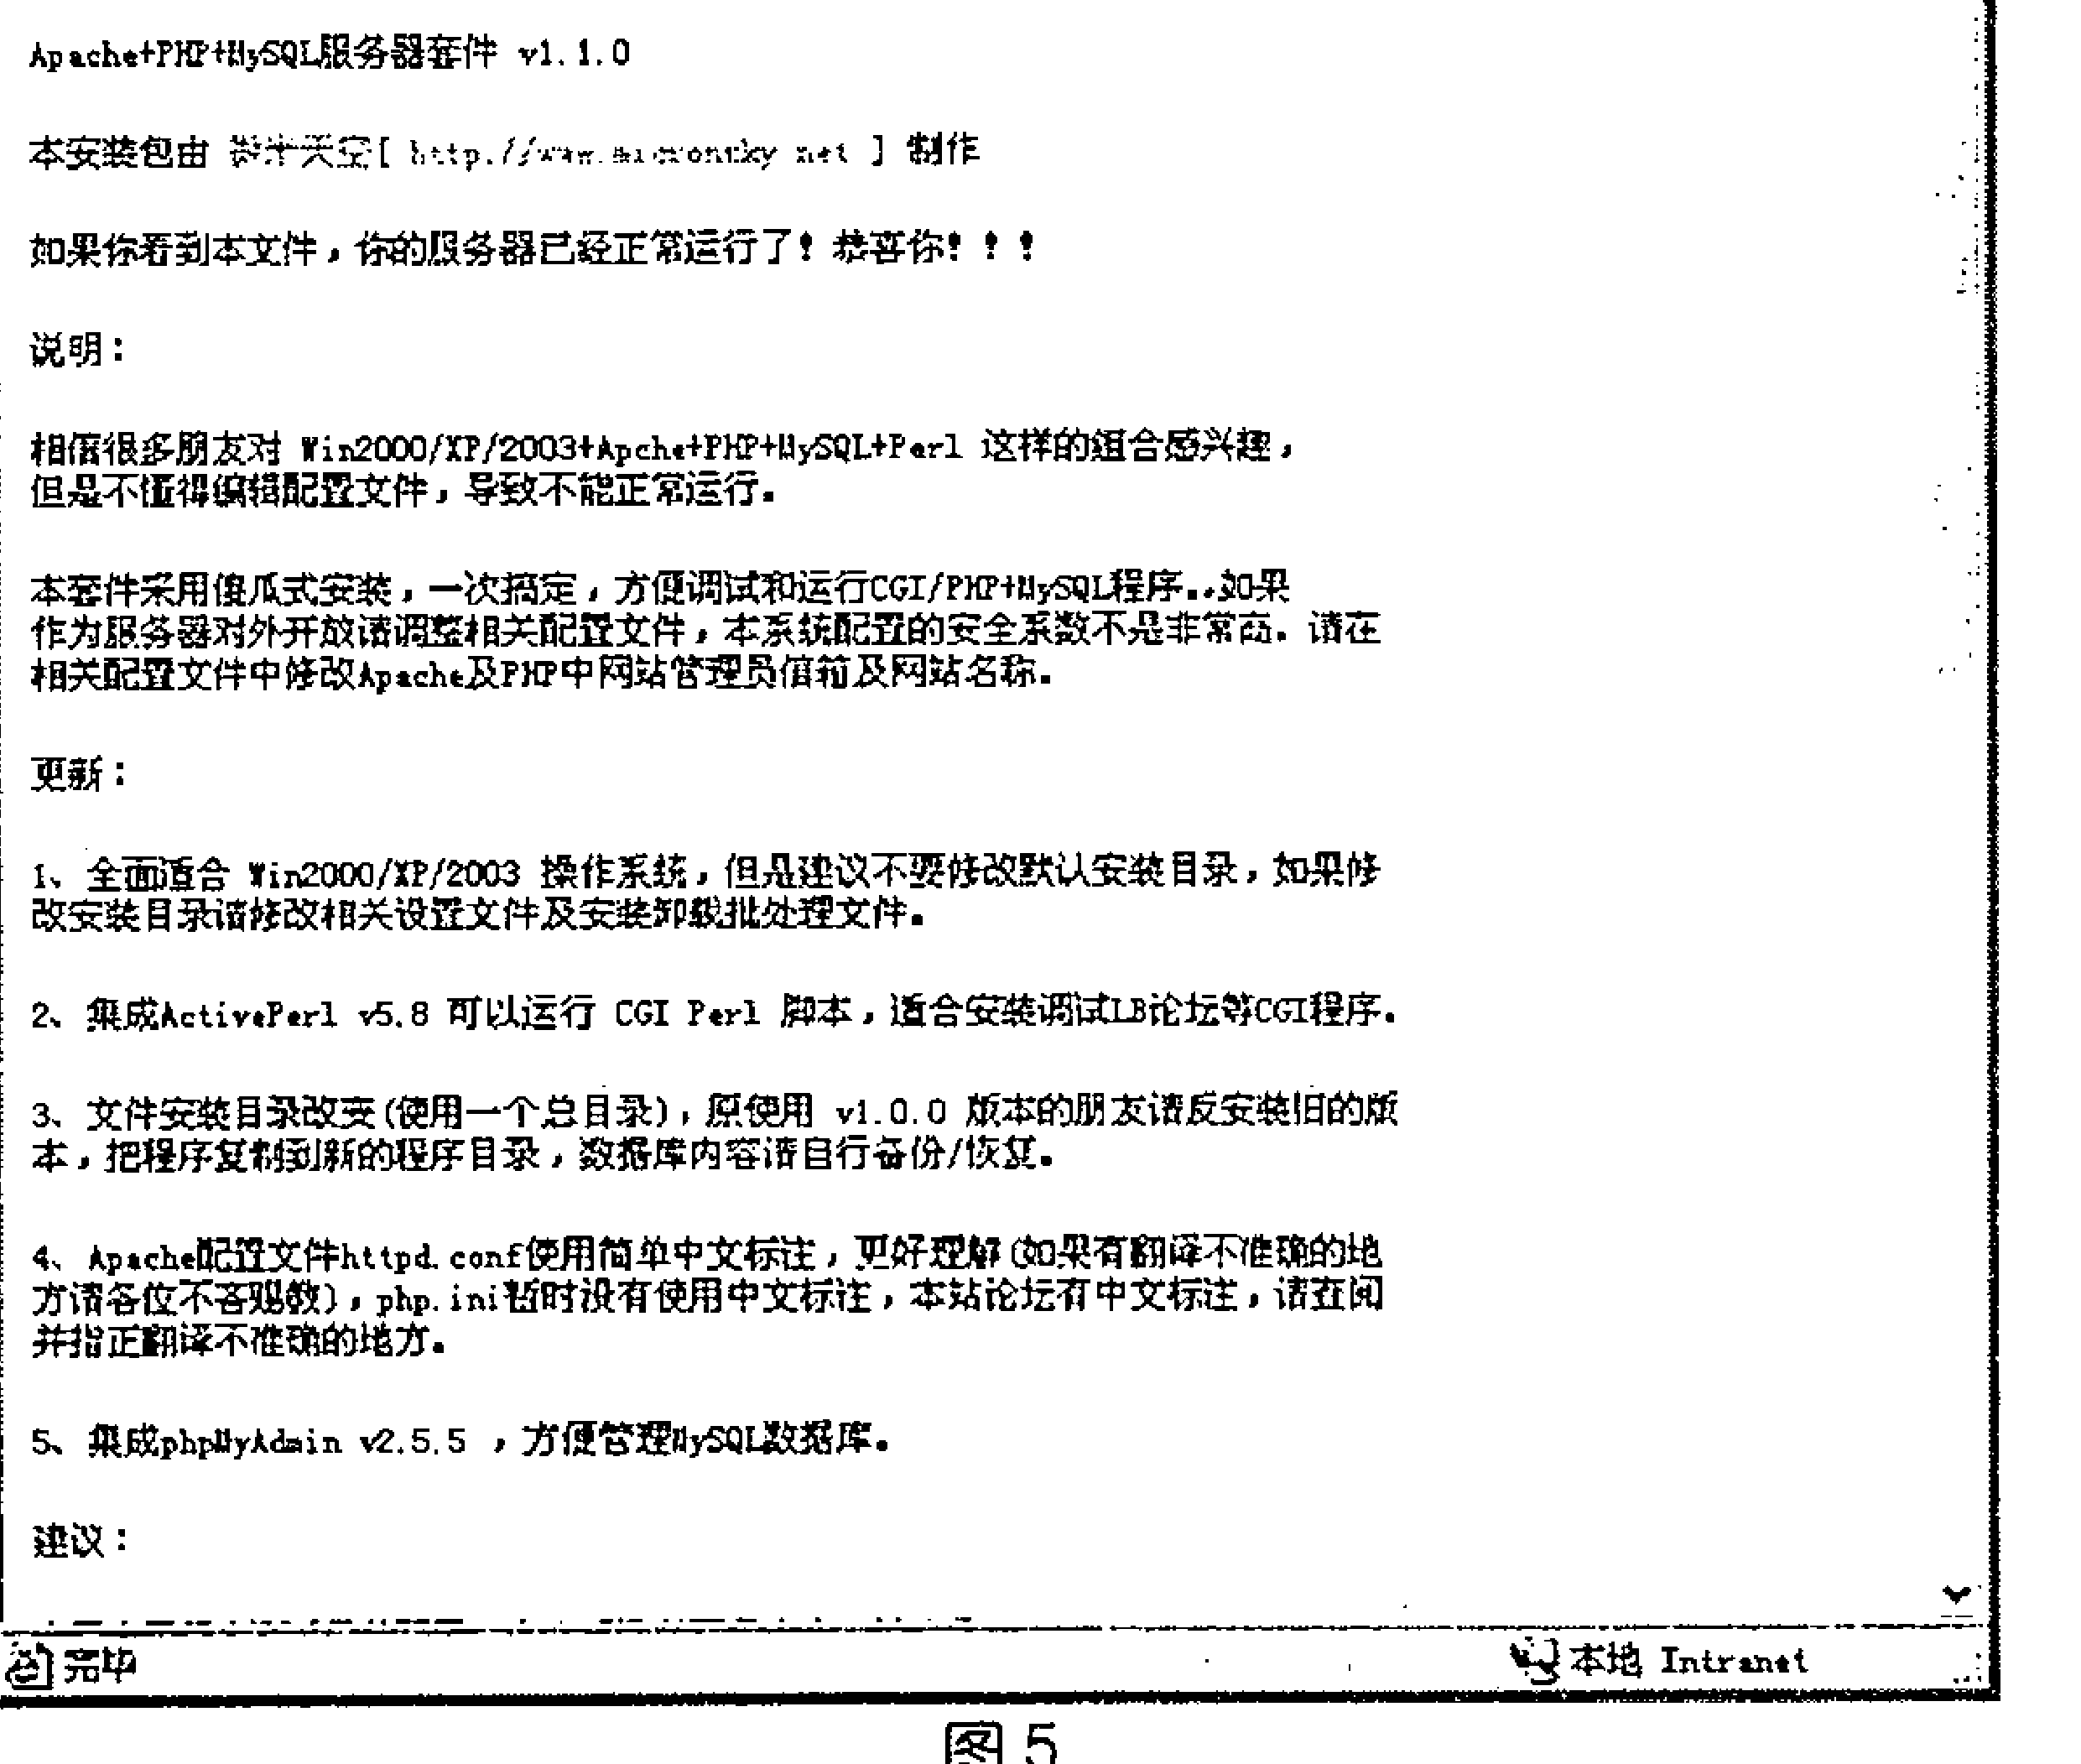 Apache+PHP+MySQL服务器套件 v1.1.0
本安装包由 天空[ http://www. net ] 制作
如果你看到本文件，你的服务器已经正常运行了！恭喜你！！！
说明：
相信很多朋友对 Win2000/XP/2003+Apche+PHP+MySQL+Perl 这样的组合感兴趣，
但是不懂得编辑配置文件，导致不能正常运行。
本套件采用傻瓜式安装，一次搞定，方便调试和运行CGI/PHP+MySQL程序..如果
作为服务器对外开放请调整相关配置文件，本系统配置的安全系数不是非常高. 请在
相关配置文件中修改Apache及PHP中网站管理员信箱及网站名称.
更新：
1、全面适合 Win2000/XP/2003 操作系统，但是建议不要修改默认安装目录，如果修
改安装目录请修改相关设置文件及安装卸载批处理文件.
2、集成ActivePerl v5.8 可以运行 CGI Perl 脚本，适合安装调试LB论坛等CGI程序.
3、文件安装目录改变(使用一个总目录)，原使用 v1.0.0 版本的朋友请反安装旧的版
本，把程序复制到新的程序目录，数据库内容请自行备份/恢复.
4、Apache配置文件httpd.conf使用简单中文标注，更好理解(如果有翻译不准确的地
方请各位不吝赐教)，php.ini暂时没有使用中文标注，本站论坛有中文标注，请查阅
并指正翻译不准确的地方.
5、集成phpMyAdmin v2.5.5 ，方便管理MySQL数据库.
建议：
完毕
本地 Intranet
图 5